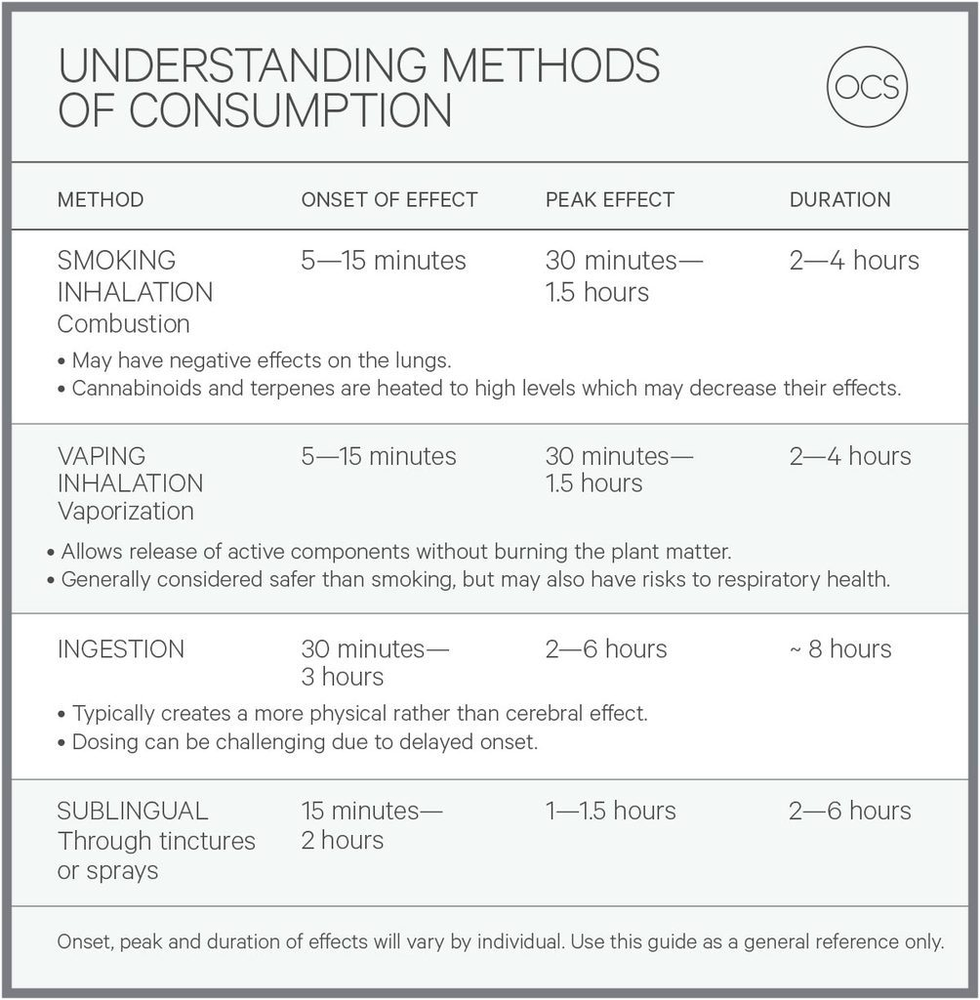 UNDERSTANDING METHODS
OF CONSUMPTION
OCS
METHOD ONSET OF EFFECT PEAK EFFECT DURATION
SMOKING 5—15 minutes 30 minutes— 2—4 hours
INHALATION 1.5 hours
Combustion
• May have negative effects on the lungs.
• Cannabinoids and terpenes are heated to high levels which may decrease their effects.
VAPING 5—15 minutes 30 minutes— 2—4 hours
INHALATION 1.5 hours
Vaporization
• Allows release of active components without burning the plant matter.
• Generally considered safer than smoking, but may also have risks to respiratory health.
INGESTION 30 minutes— 2—6 hours ~ 8 hours
3 hours
• Typically creates a more physical rather than cerebral effect.
• Dosing can be challenging due to delayed onset.
SUBLINGUAL 15 minutes— 1—1.5 hours 2—6 hours
Through tinctures 2 hours
or sprays
Onset, peak and duration of effects will vary by individual. Use this guide as a general reference only.